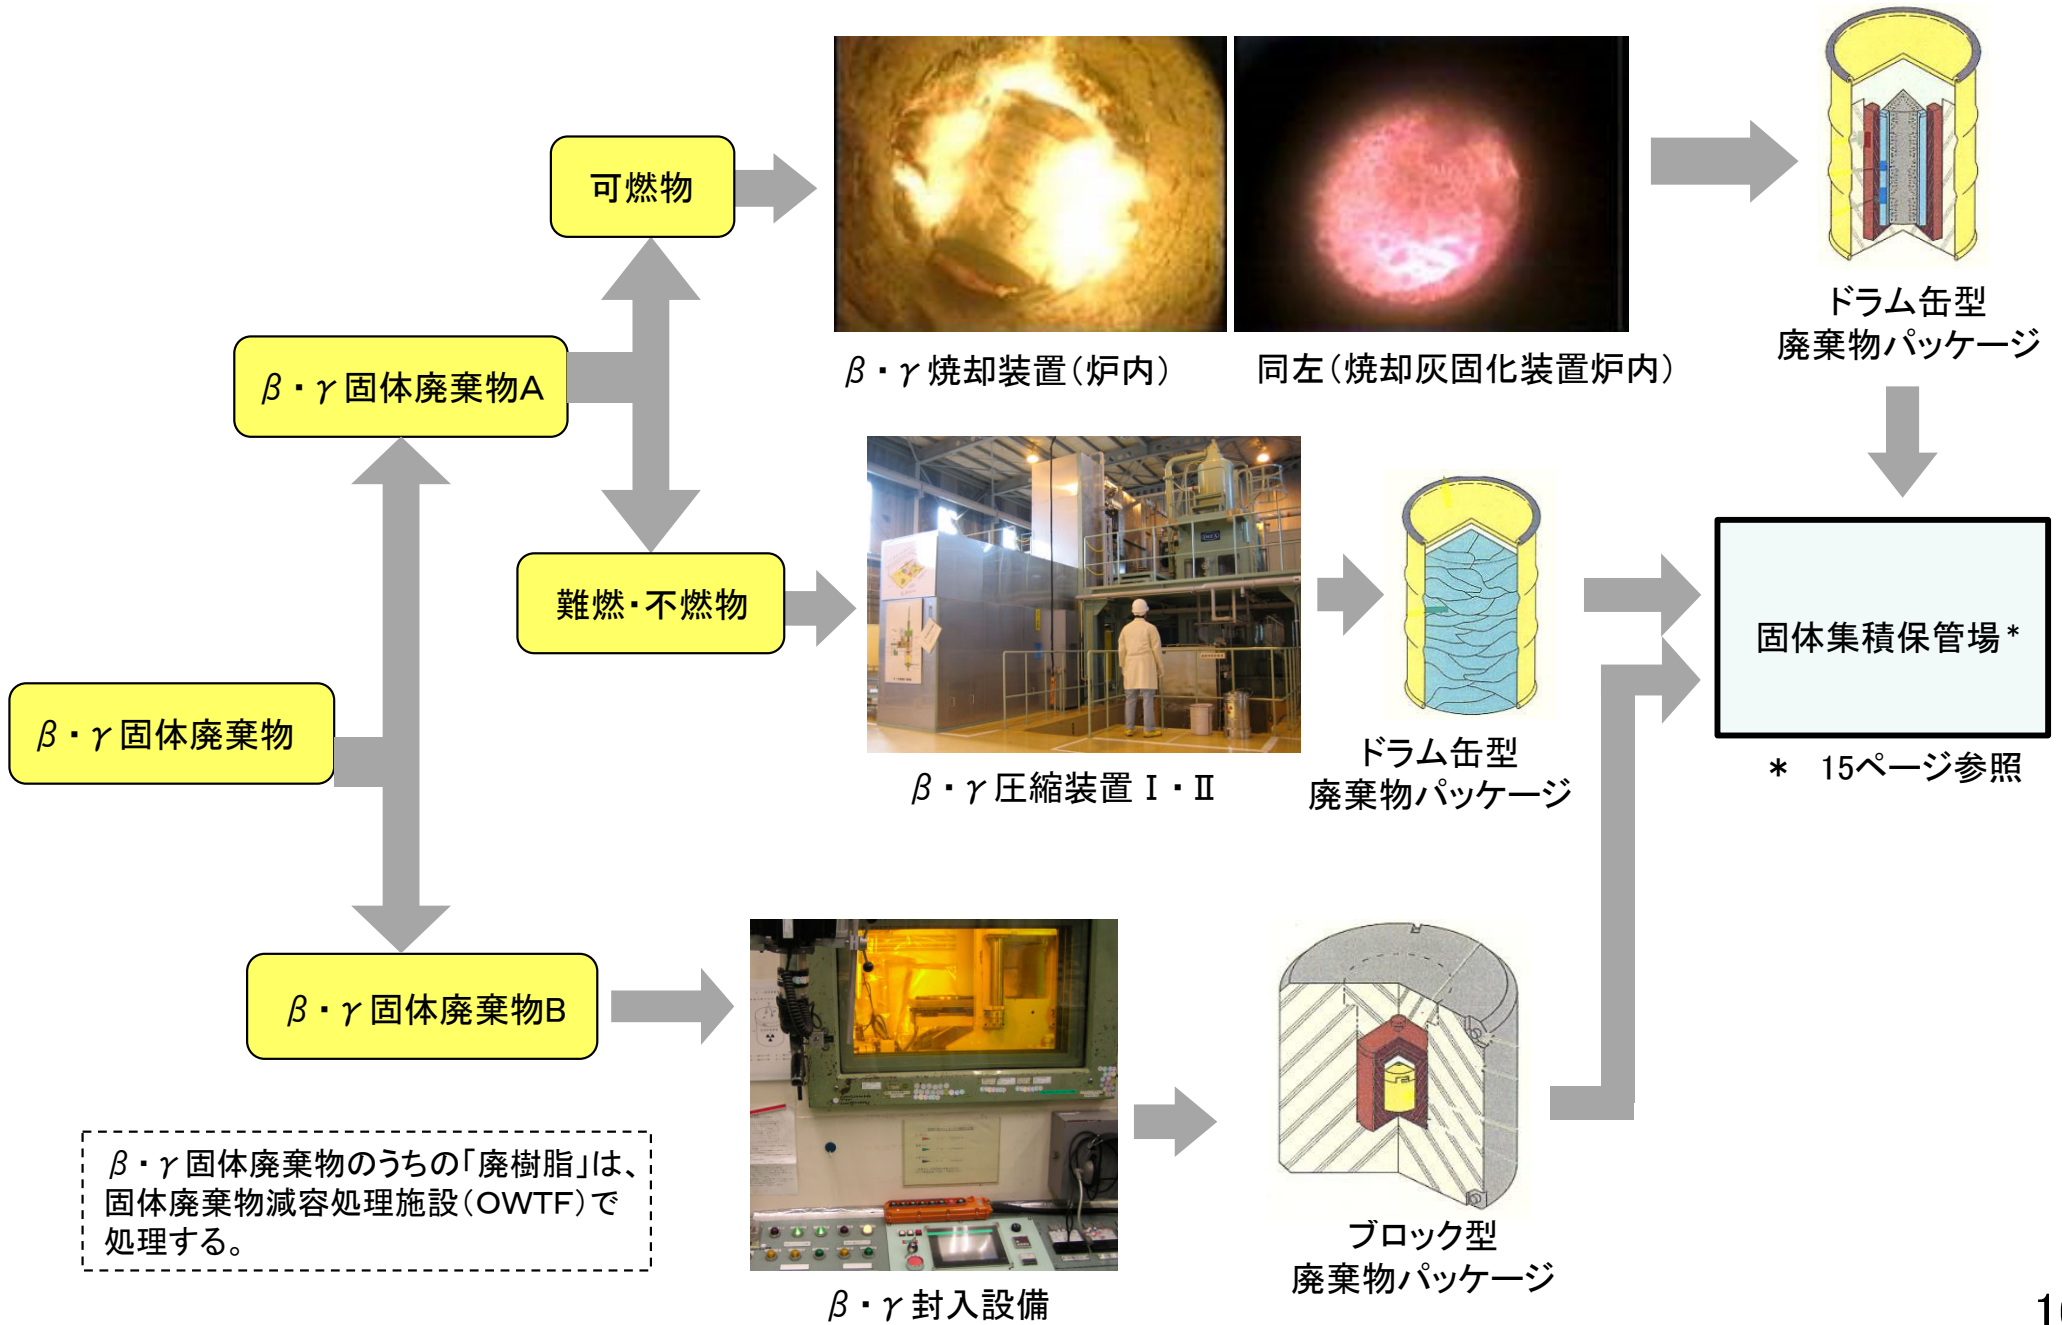 可燃物
β・γ焼却装置（炉内）
同左（焼却灰固化装置炉内）
ドラム缶型
廃棄物パッケージ
β・γ固体廃棄物A
難燃・不燃物
β・γ圧縮装置Ⅰ・Ⅱ
ドラム缶型
廃棄物パッケージ
固体集積保管場*
* 15ページ参照
β・γ固体廃棄物
β・γ固体廃棄物B
β・γ封入設備
ブロック型
廃棄物パッケージ
β・γ固体廃棄物のうちの「廃樹脂」は、
固体廃棄物減容処理施設（OWTF）で
処理する。